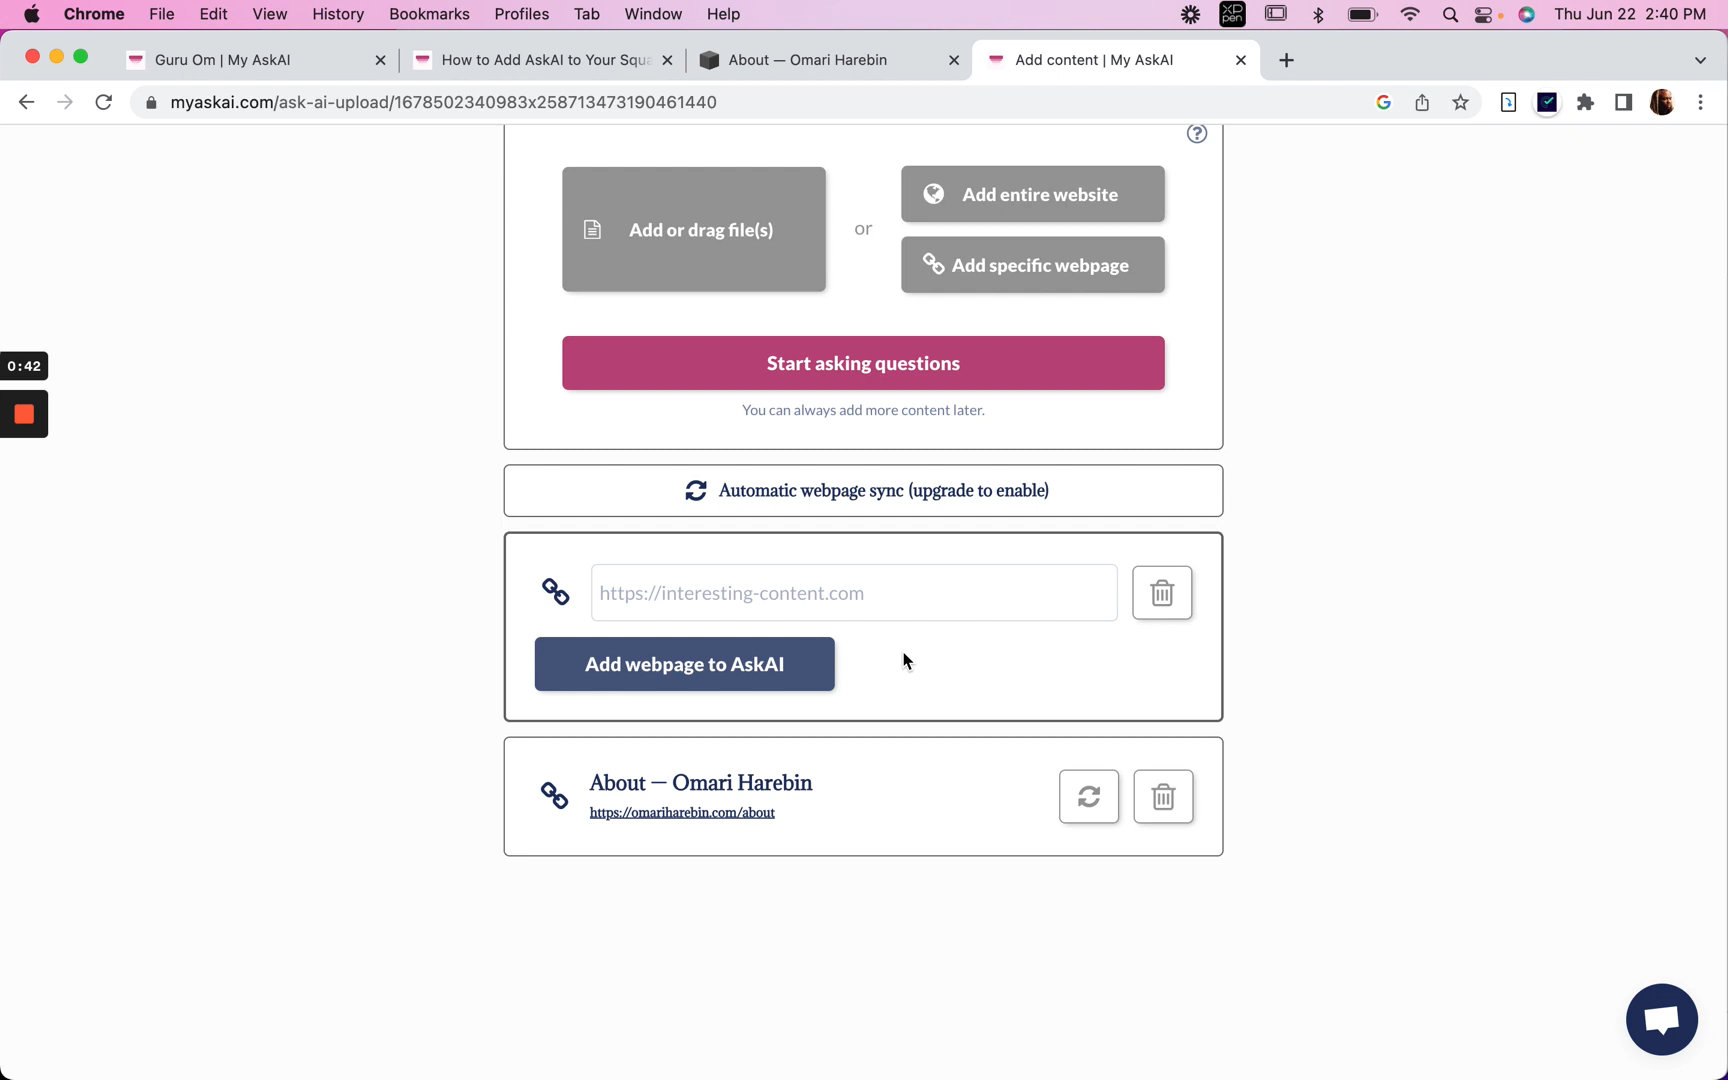 Chrome File Edit View History Bookmarks Profiles Tab Window Help XP pen Thu Jun 22 2:40 PM
Guru Om | My AskAI How to Add AskAI to Your Squa About — Omari Harebin Add content | My AskAI
myaskai.com/ask-ai-upload/1678502340983x258713473190461440
?
Add entire website
Add or drag file(s) or
Add specific webpage
Start asking questions
0:42
You can always add more content later.
Automatic webpage sync (upgrade to enable)
https://interesting-content.com
Add webpage to AskAI
About — Omari Harebin
https://omariharebin.com/about